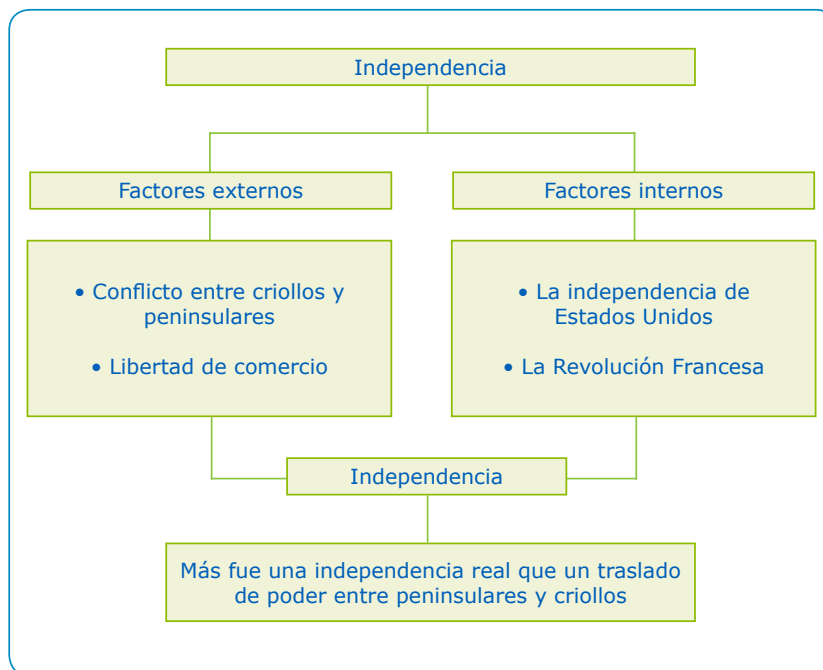 Independencia
Factores externos
• Conflicto entre criollos y
peninsulares
• Libertad de comercio
Factores internos
• La independencia de
Estados Unidos
• La Revolución Francesa
Independencia
Más fue una independencia real que un traslado
de poder entre peninsulares y criollos